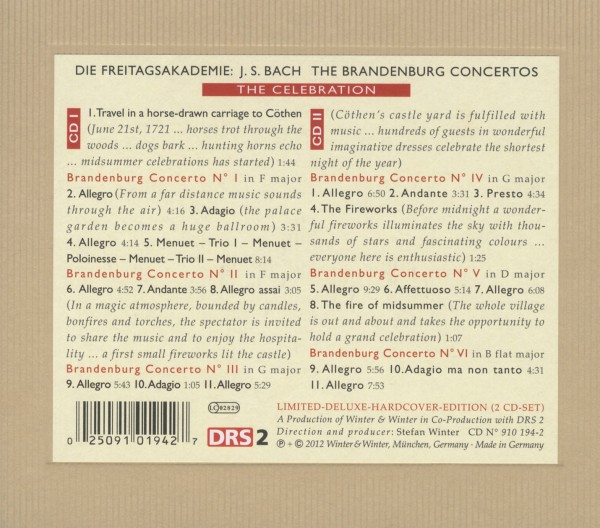 DIE FREITAGSAKADEMIE: J. S. BACH THE BRANDENBURG CONCERTOS
THE CELEBRATION
CD I
1. Travel in a horse-drawn carriage to Cöthen
(June 21st, 1721 ... horses trot through the
woods ... dogs bark ... hunting horns echo
... midsummer celebrations has started) 1:44
Brandenburg Concerto N° I in F major
2. Allegro (From a far distance music sounds
through the air) 4:16 3. Adagio (the palace
garden becomes a huge ballroom) 3:31
4. Allegro 4:14 5. Menuet – Trio I – Menuet –
Poloinesse – Menuet – Trio II – Menuet 8:14
Brandenburg Concerto N° II in F major
6. Allegro 4:52 7. Andante 3:56 8. Allegro assai 3:05
(In a magic atmosphere, bounded by candles,
bonfires and torches, the spectator is invited
to share the music and to enjoy the hospita-
lity ... a first small fireworks lit the castle)
Brandenburg Concerto N° III in G major
9. Allegro 5:43 10. Adagio 1:05 11. Allegro 5:29
CD II
(Cöthen's castle yard is fulfilled with
music ... hundreds of guests in wonderful
imaginative dresses celebrate the shortest
night of the year)
Brandenburg Concerto N° IV in G major
1. Allegro 6:50 2. Andante 3:31 3. Presto 4:34
4. The Fireworks (Before midnight a wonder-
ful fireworks illuminates the sky with thou-
sands of stars and fascinating colours ...
everyone here is enthusiastic) 1:25
Brandenburg Concerto N° V in D major
5. Allegro 9:29 6. Affettuoso 5:14 7. Allegro 6:08
8. The fire of midsummer (The whole village
is out and about and takes the opportunity to
hold a grand celebration) 1:07
Brandenburg Concerto N° VI in B flat major
9. Allegro 5:56 10. Adagio ma non tanto 4:31
11. Allegro 7:53
0 25091 01942 7
LC 02829
DRS 2
LIMITED-DELUXE-HARDCOVER-EDITION (2 CD-SET)
A Production of Winter & Winter in Co-Production with DRS 2
Direction and producer: Stefan Winter CD N° 910 194-2
℗ + © 2012 Winter & Winter, München, Germany · Made in Germany